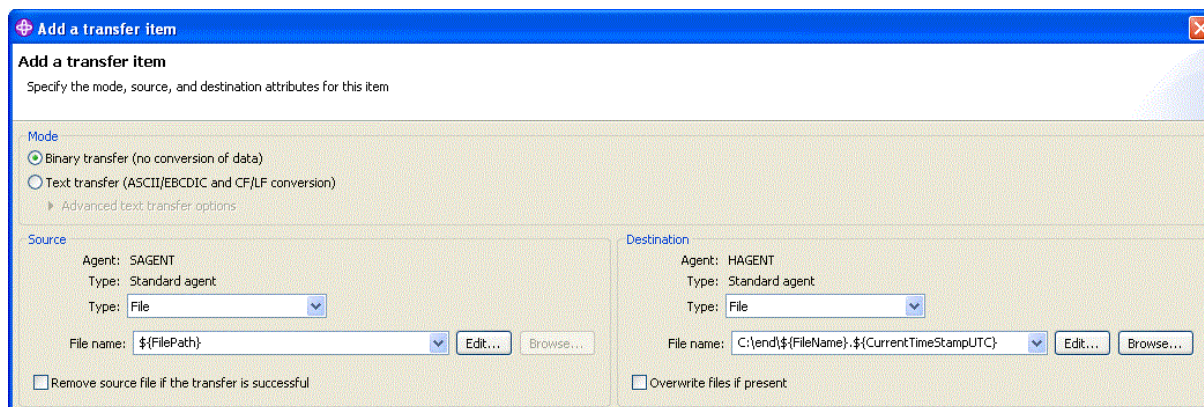 Add a transfer item
Add a transfer item
Specify the mode, source, and destination attributes for this item
Mode
Binary transfer (no conversion of data)
Text transfer (ASCII/EBCDIC and CF/LF conversion)
Advanced text transfer options
Source
Agent: SAGENT
Type: Standard agent
Type: File
File name: ${FilePath} Edit... Browse...
Remove source file if the transfer is successful
Destination
Agent: HAGENT
Type: Standard agent
Type: File
File name: C:\end\${FileName}.${CurrentTimeStampUTC} Edit... Browse...
Overwrite files if present